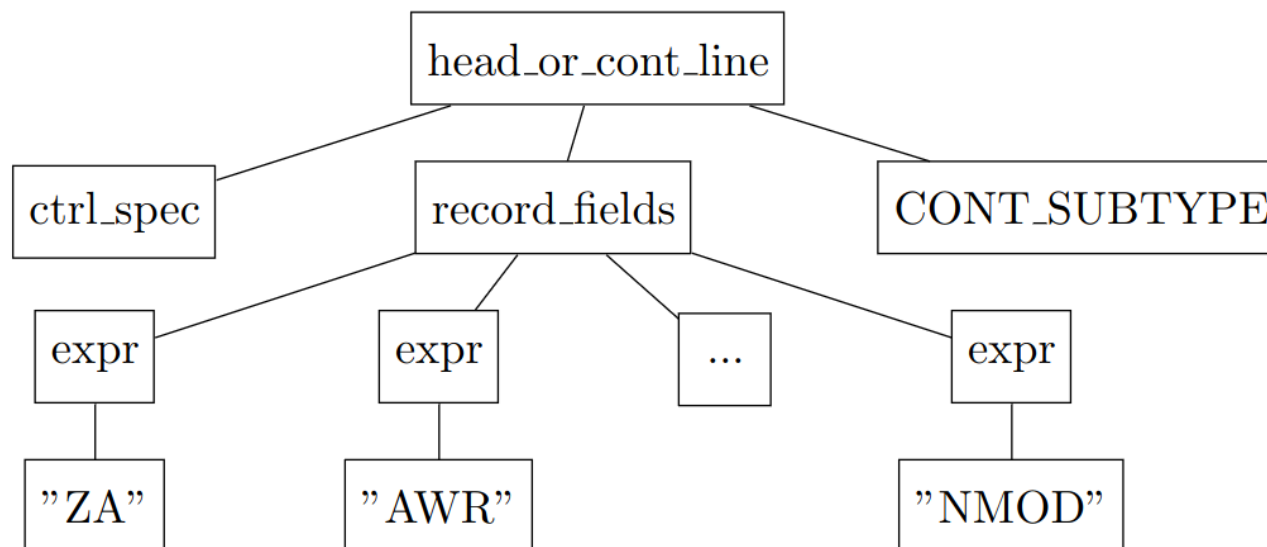 head_or_cont_line
ctrl_spec record_fields CONT_SUBTYPE
expr expr ... expr
”ZA” ”AWR” ”NMOD”